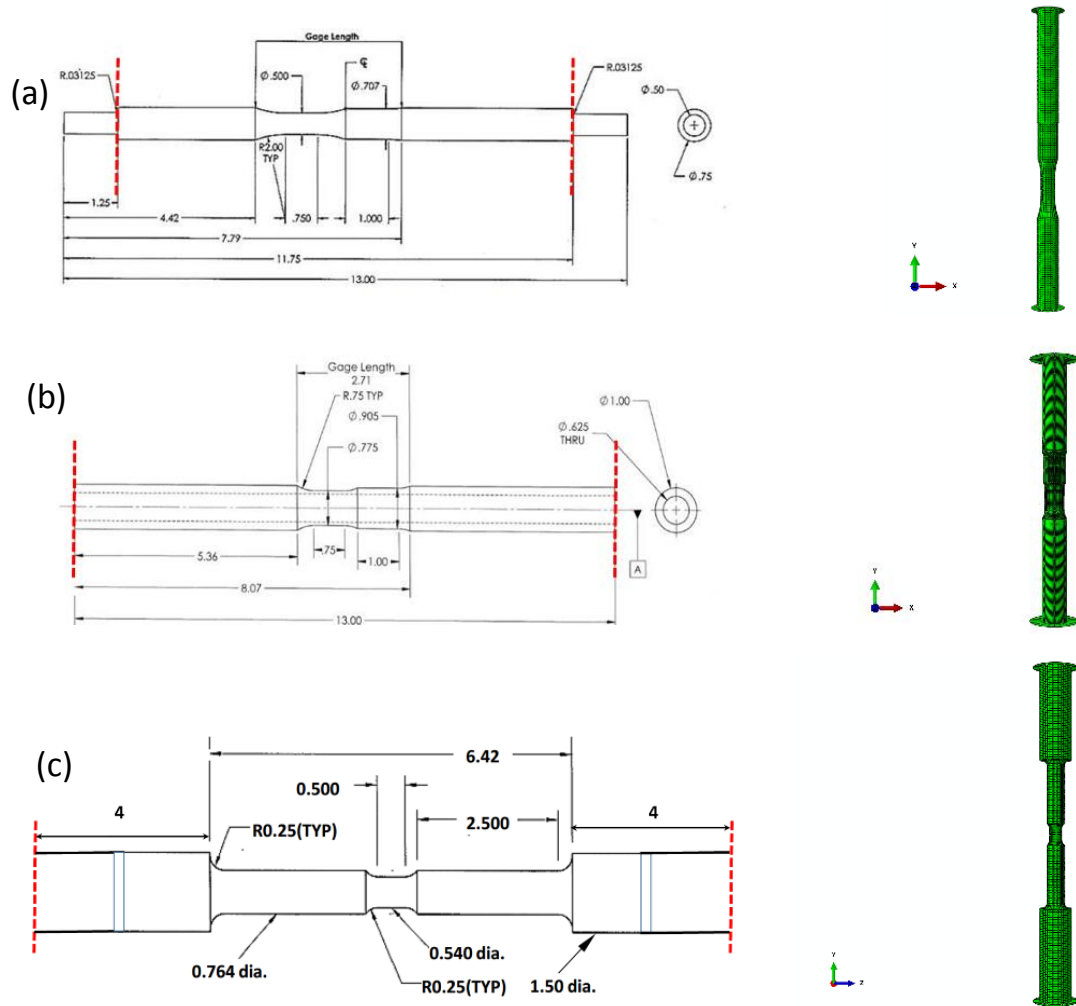 (a)
Gage Length
R.03125
Ø.500
℄
Ø.707
R.03125
Ø.50
R2.00
TYP
Ø.75
1.25
.750
1.000
4.42
7.79
11.75
13.00
Y
X
(b)
Gage Length
2.71
R.75 TYP
Ø.905
Ø.775
Ø1.00
Ø.625
THRU
5.36
.75
1.00
A
8.07
13.00
Y
X
(c)
6.42
0.500
4
2.500
4
R0.25(TYP)
0.764 dia.
0.540 dia.
R0.25(TYP)
1.50 dia.
Y
Z